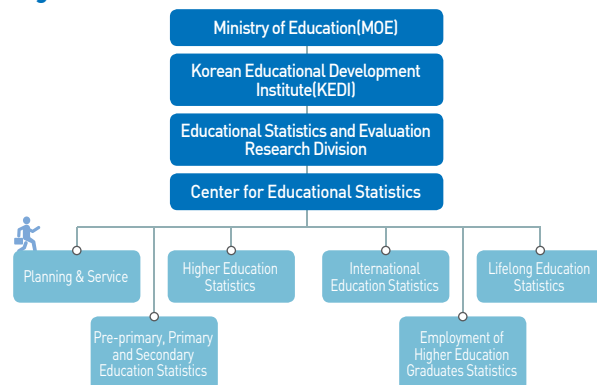 Ministry of Education(MOE)
Korean Educational Development
Institute(KEDI)
Educational Statistics and Evaluation
Research Division
Center for Educational Statistics
Planning & Service
Higher Education
Statistics
International
Education Statistics
Lifelong Education
Statistics
Pre-primary, Primary
and Secondary
Education Statistics
Employment of
Higher Education
Graduates Statistics